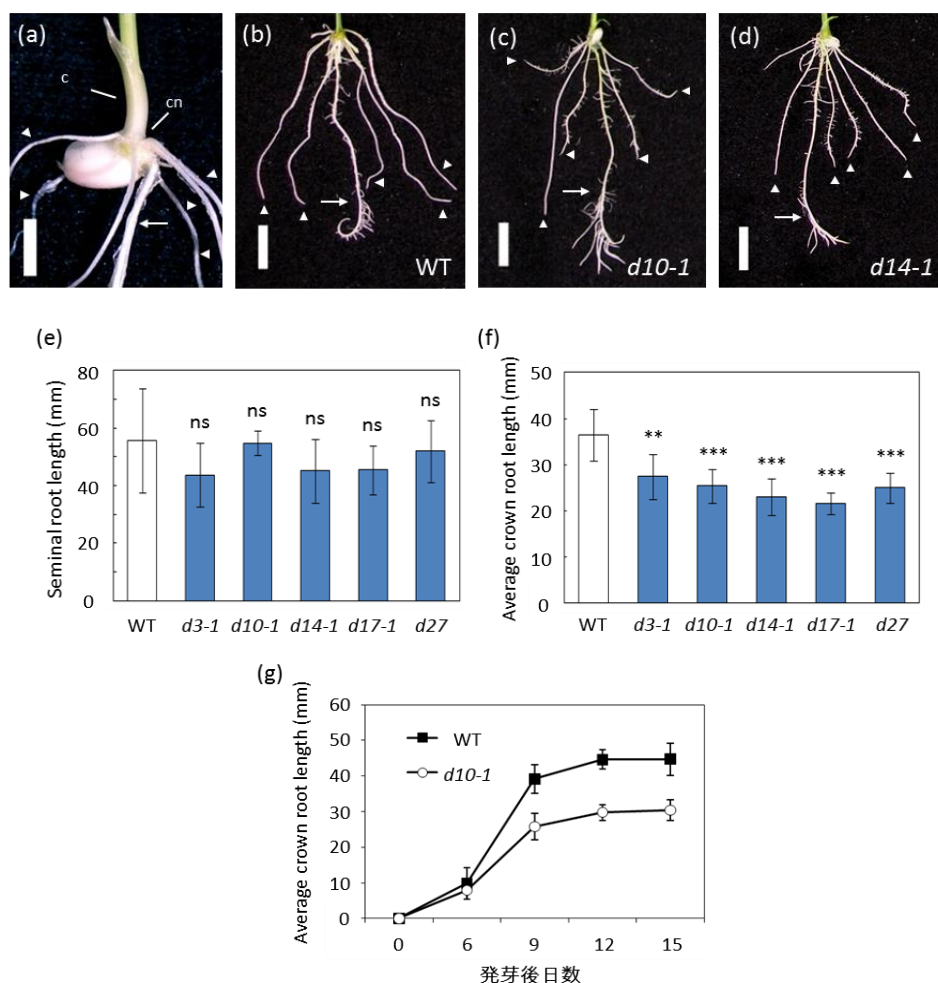 (a)
c
cn
(b)
WT
(c)
d10-1
(d)
d14-1
(e)
Seminal root length (mm)
80
60
40
20
0
ns
ns
ns
ns
ns
WT d3-1 d10-1 d14-1 d17-1 d27
(f)
Average crown root length (mm)
50
40
30
20
10
0
**
***
***
***
***
WT d3-1 d10-1 d14-1 d17-1 d27
(g)
Average crown root length (mm)
60
50
40
30
20
10
0
WT
d10-1
0 6 9 12 15
発芽後日数